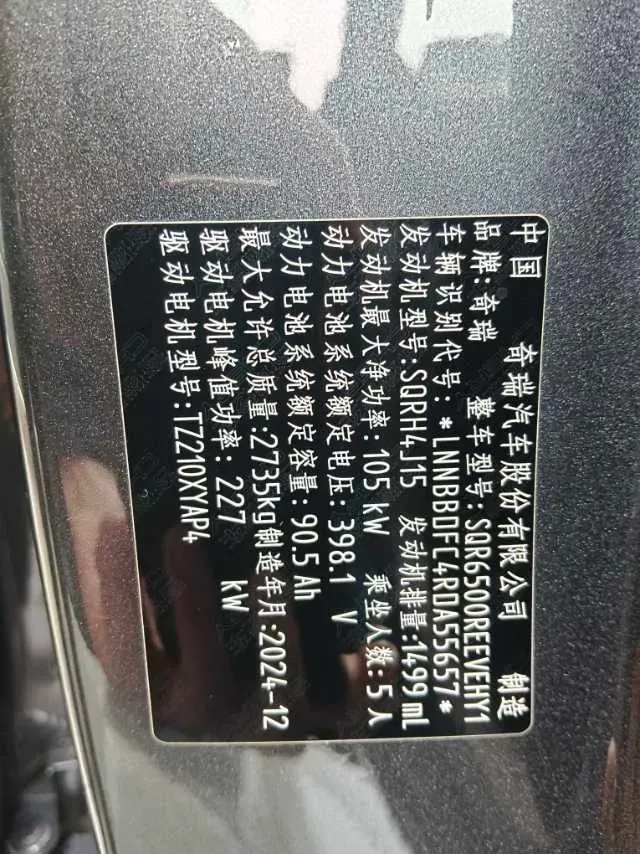 中国 奇瑞汽车股份有限公司 制造
品牌:奇瑞 整车型号:SQR6500REEVEHY1
车辆识别代号:*LNNBBDFC4RDA55657*
发动机型号:SQRH4J15 发动机排量:1499 mL
发动机最大净功率:105 kW 乘坐人数:5人
动力电池系统额定电压:398.1 V
动力电池系统额定容量:90.5 Ah
最大允许总质量:2735kg 制造年月:2024-12
驱动电机峰值功率: 227 kW
驱动电机型号:TZ210XYAP4